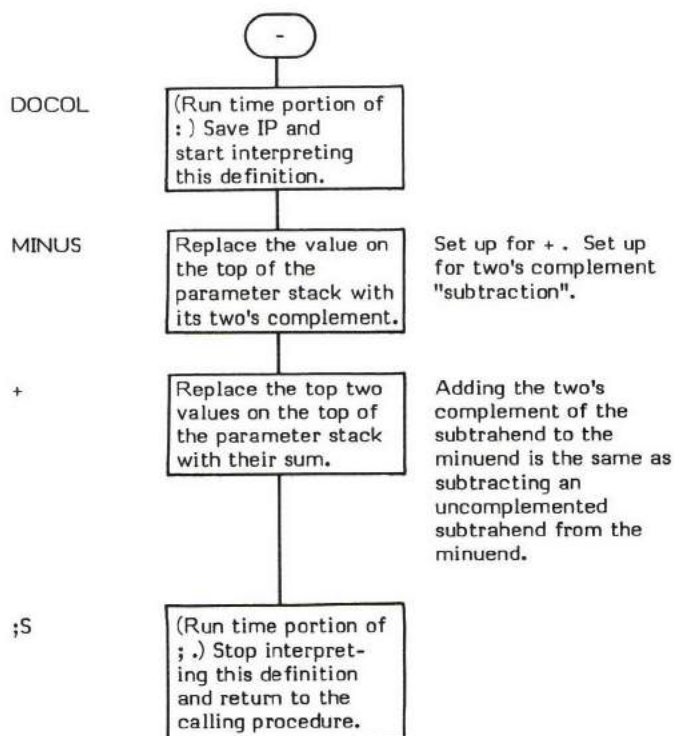 -
DOCOL
(Run time portion of
: ) Save IP and
start interpreting
this definition.
MINUS
Replace the value on
the top of the
parameter stack with
its two's complement.
Set up for + . Set up
for two's complement
"subtraction".
+
Replace the top two
values on the top of
the parameter stack
with their sum.
Adding the two's
complement of the
subtrahend to the
minuend is the same as
subtracting an
uncomplemented
subtrahend from the
minuend.
;S
(Run time portion of
; .) Stop interpret-
ing this definition
and return to the
calling procedure.